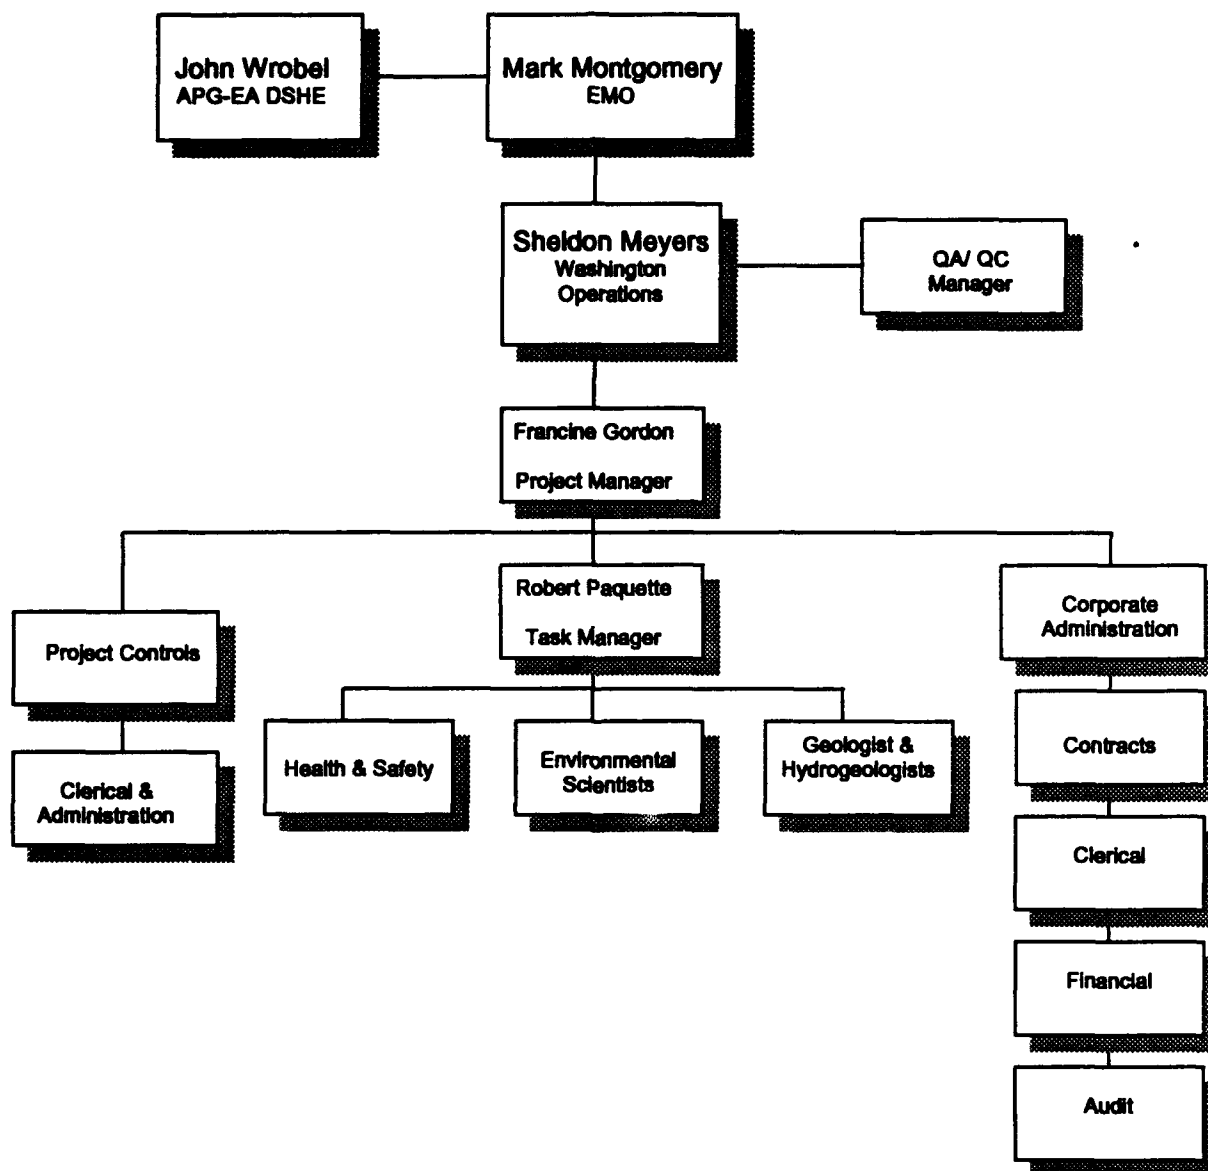 John Wrobel
APG-EA DSHE
Mark Montgomery
EMO
Sheldon Meyers
Washington
Operations
QA/ QC
Manager
Francine Gordon
Project Manager
Robert Paquette
Task Manager
Corporate
Administration
Project Controls
Contracts
Health & Safety
Environmental
Scientists
Geologist &
Hydrogeologists
Clerical &
Administration
Clerical
Financial
Audit